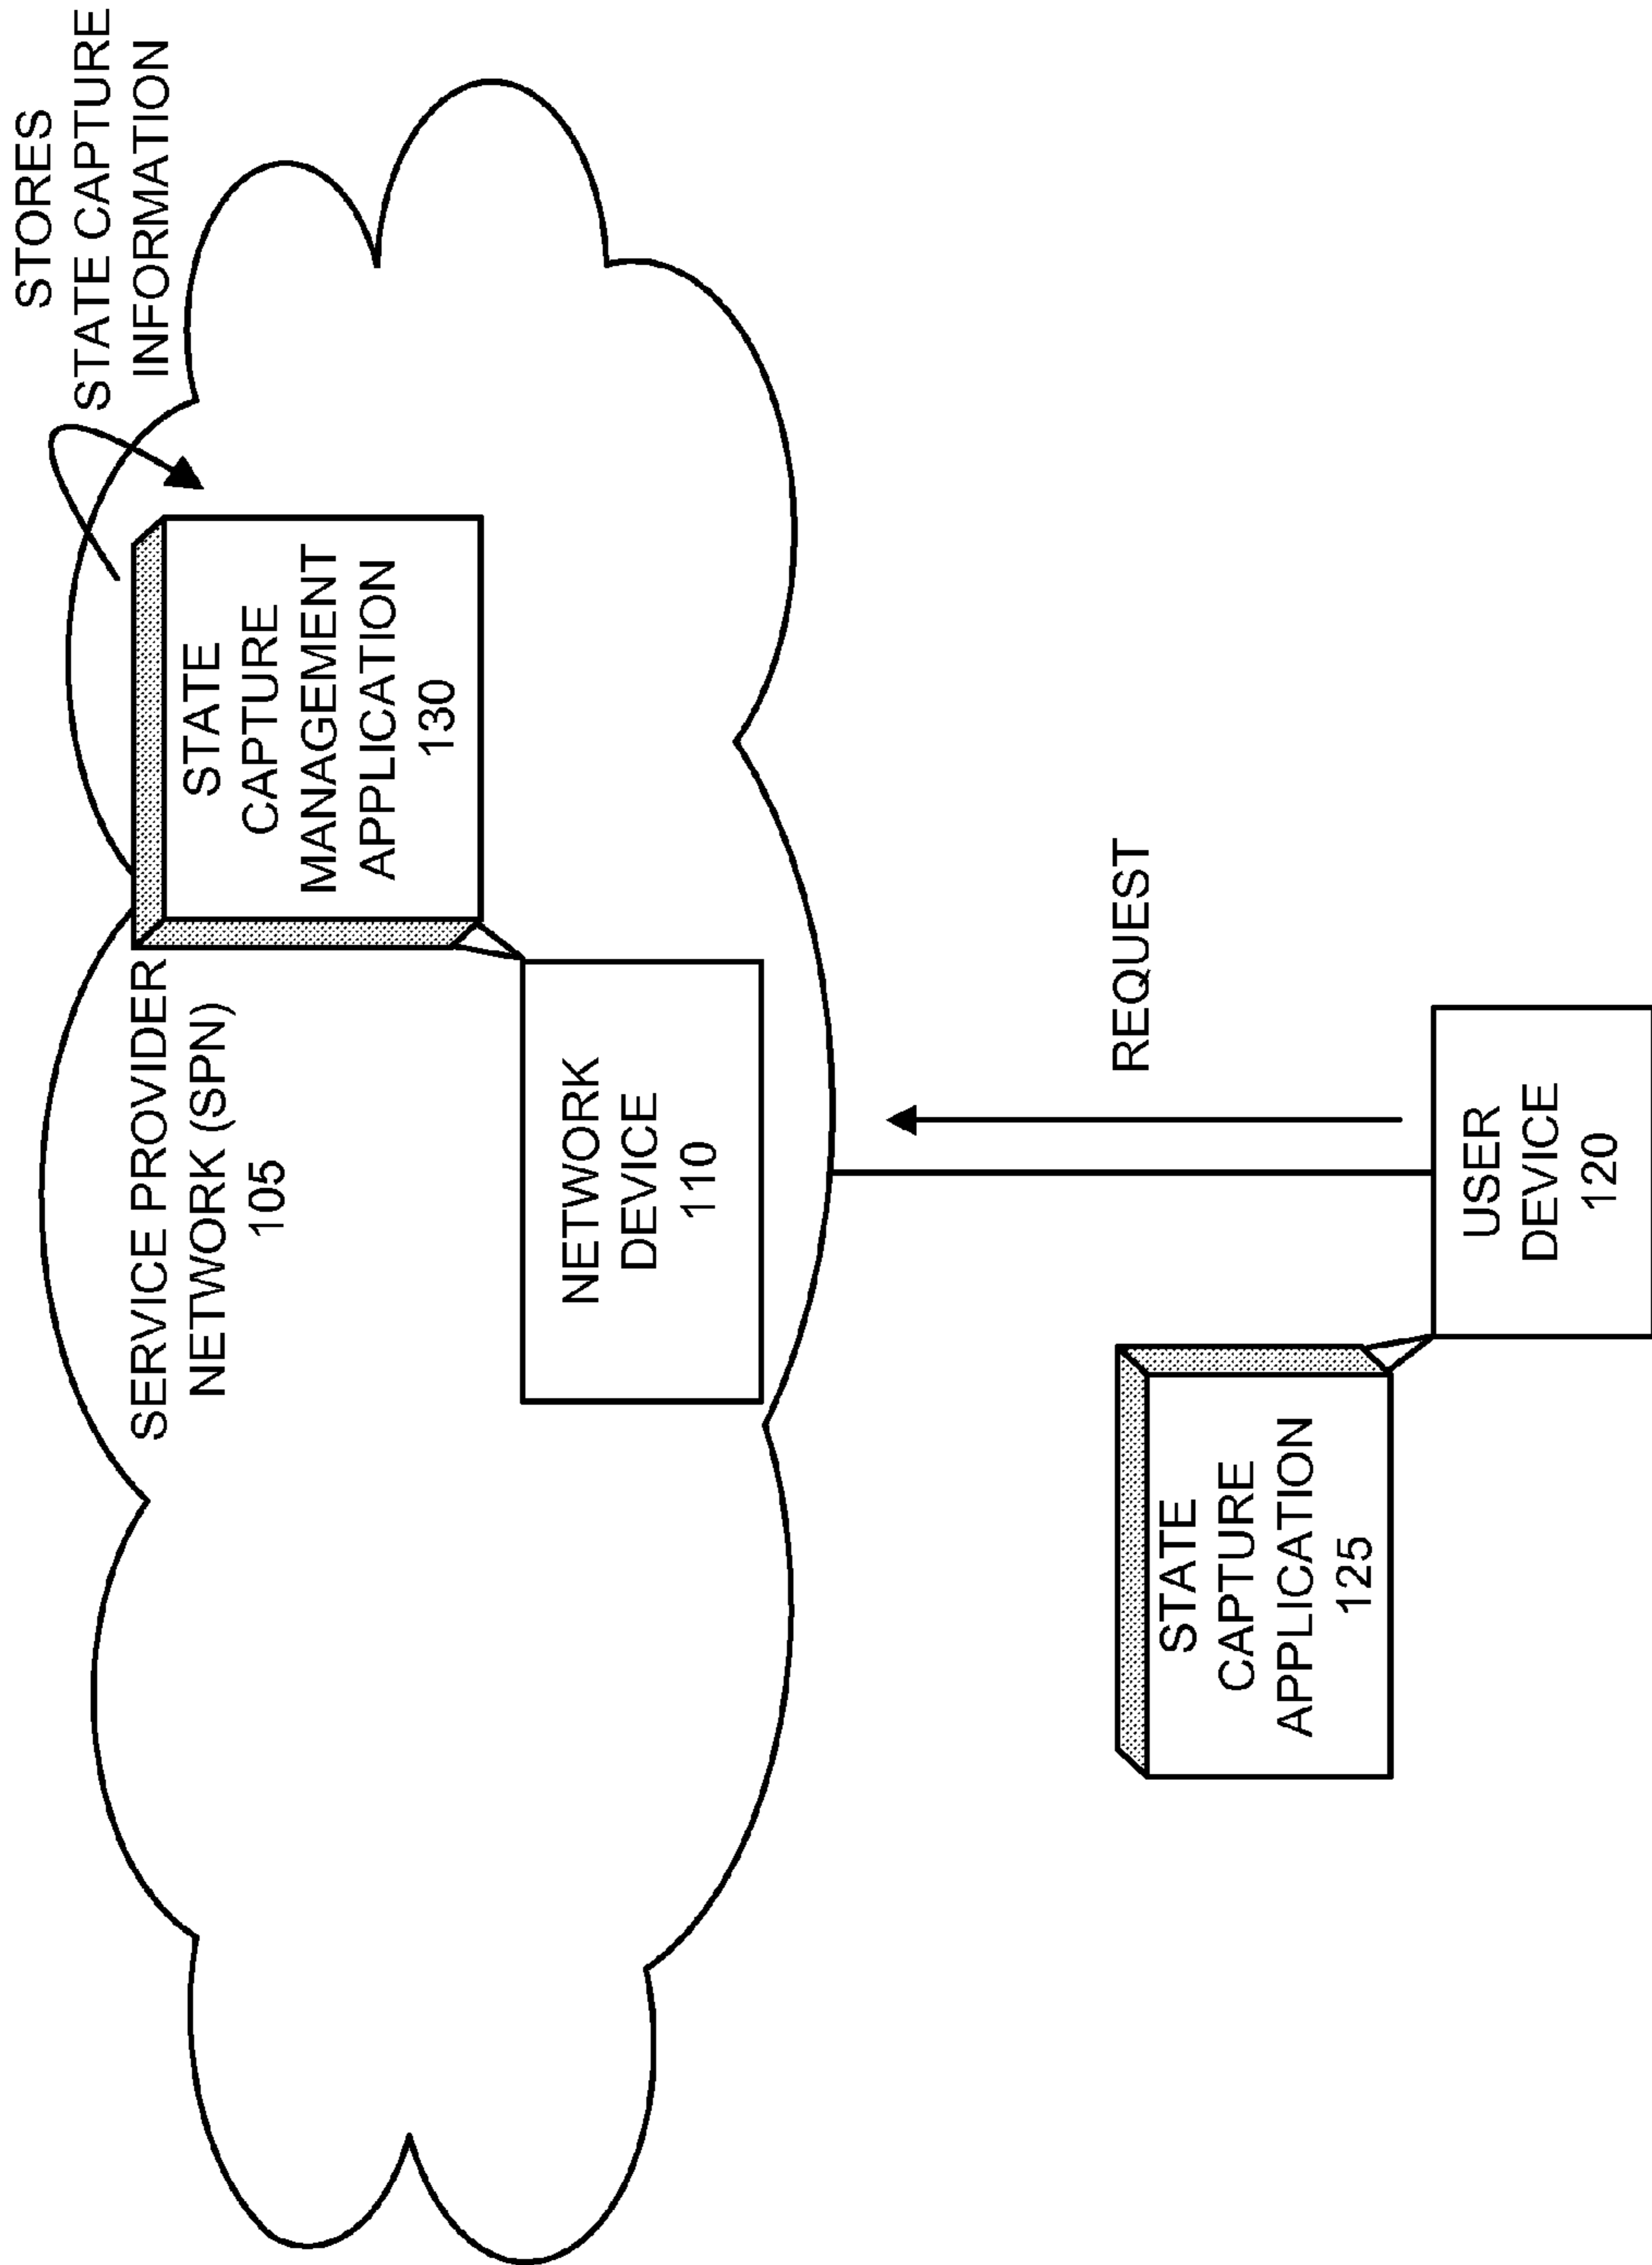 STORES
STATE CAPTURE
INFORMATION
SERVICE PROVIDER
NETWORK (SPN)
105
STATE
CAPTURE
MANAGEMENT
APPLICATION
130
NETWORK
DEVICE
110
REQUEST
STATE
CAPTURE
APPLICATION
125
USER
DEVICE
120